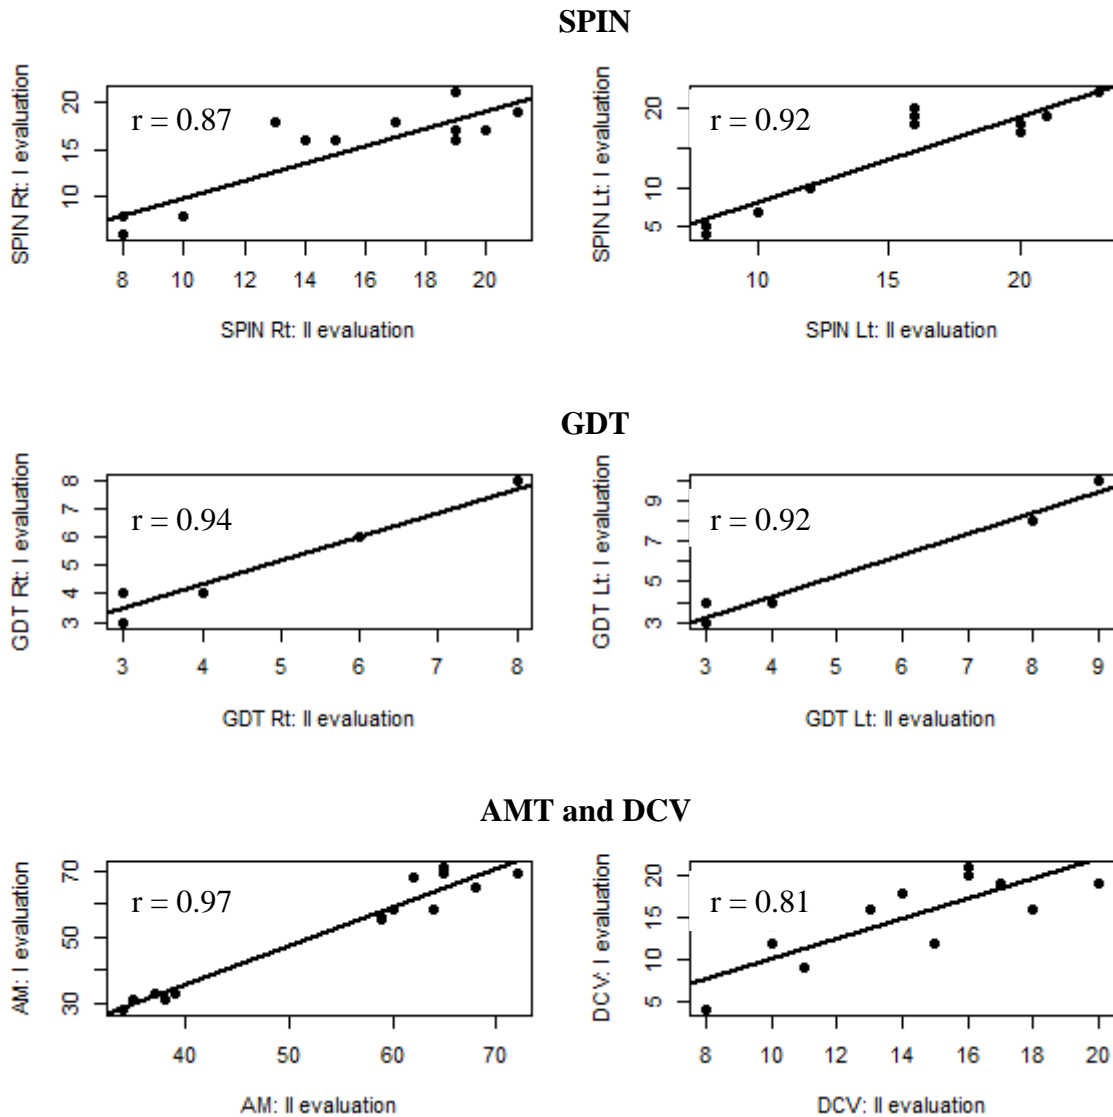 SPIN
r = 0.87
SPIN Rt: I evaluation
20
15
10
8 10 12 14 16 18 20
SPIN Rt: II evaluation
r = 0.92
SPIN Lt: I evaluation
20
10
5
10 15 20
SPIN Lt: II evaluation
GDT
r = 0.94
GDT Rt: I evaluation
8
7
6
5
4
3
3 4 5 6 7 8
GDT Rt: II evaluation
r = 0.92
GDT Lt: I evaluation
9
7
5
3
3 4 5 6 7 8 9
GDT Lt: II evaluation
AMT and DCV
r = 0.97
AM: I evaluation
70
50
30
40 50 60 70
AM: II evaluation
r = 0.81
DCV: I evaluation
20
15
10
5
8 10 12 14 16 18 20
DCV: II evaluation